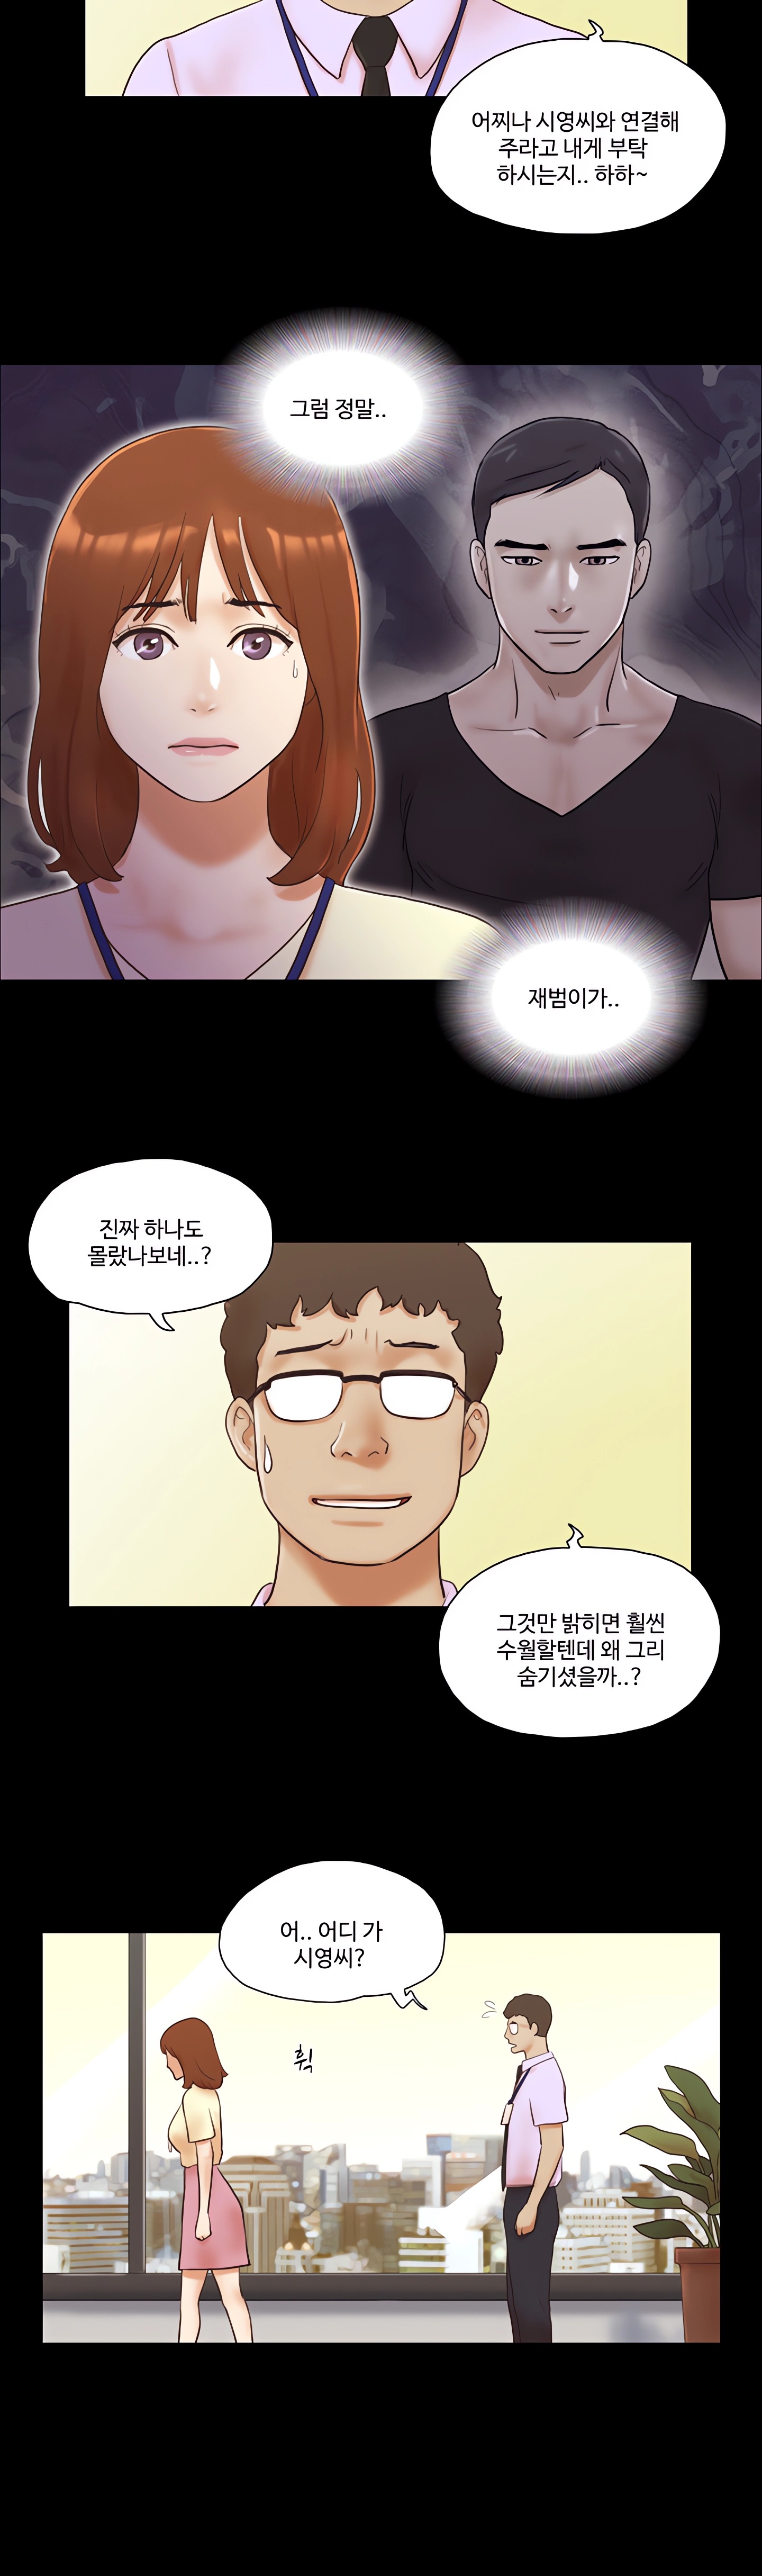 어찌나 시영씨와 연결해
주라고 내게 부탁
하시는지.. 하하~
그럼 정말..
재범이가..
진짜 하나도
몰랐나보네..?
그것만 밝히면 훨씬
수월할텐데 왜 그리
숨기셨을까..?
어.. 어디 가
시영씨?
휙